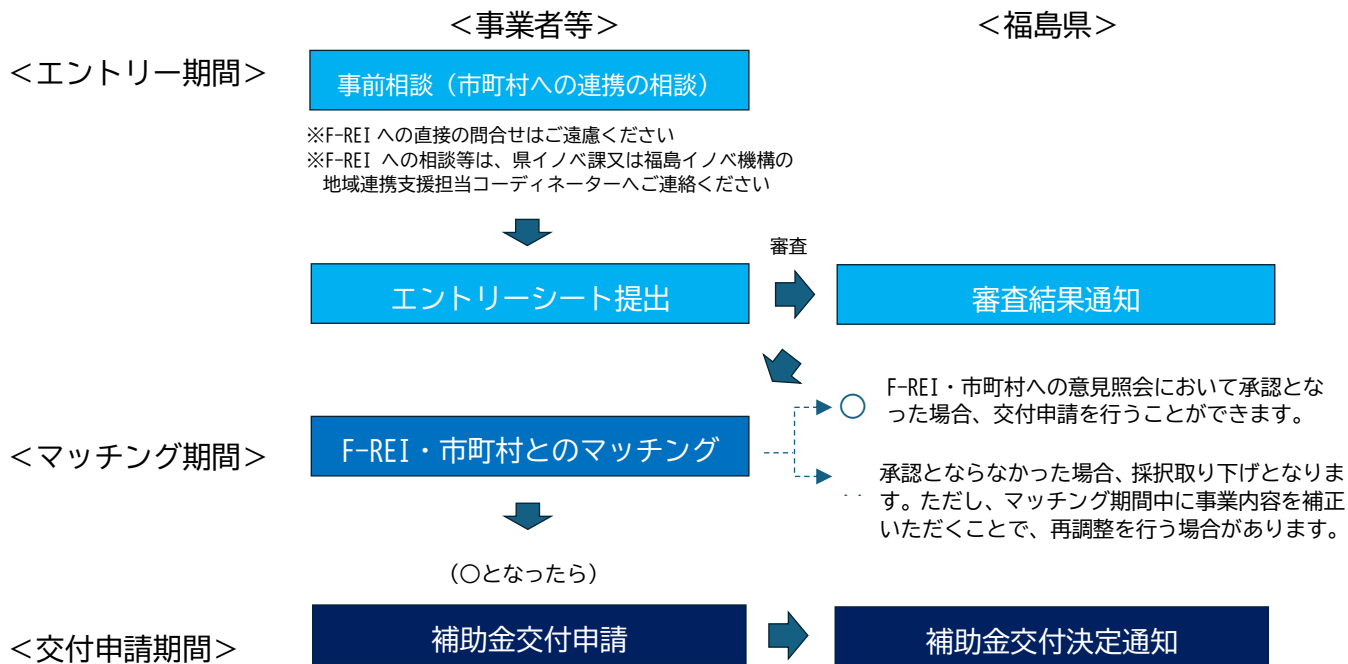 ＜事業者等＞
＜福島県＞
＜エントリー期間＞
事前相談（市町村への連携の相談）
※F-REI への直接の問合せはご遠慮ください
※F-REI への相談等は、県イノベ課又は福島イノベ機構の
地域連携支援担当コーディネーターへご連絡ください
審査
エントリーシート提出
審査結果通知
〇
F-REI・市町村への意見照会において承認とな
った場合、交付申請を行うことができます。
＜マッチング期間＞
F-REI・市町村とのマッチング
承認とならなかった場合、採択取り下げとなりま
す。ただし、マッチング期間中に事業内容を補正
いただくことで、再調整を行う場合があります。
（〇となったら）
＜交付申請期間＞
補助金交付申請
補助金交付決定通知